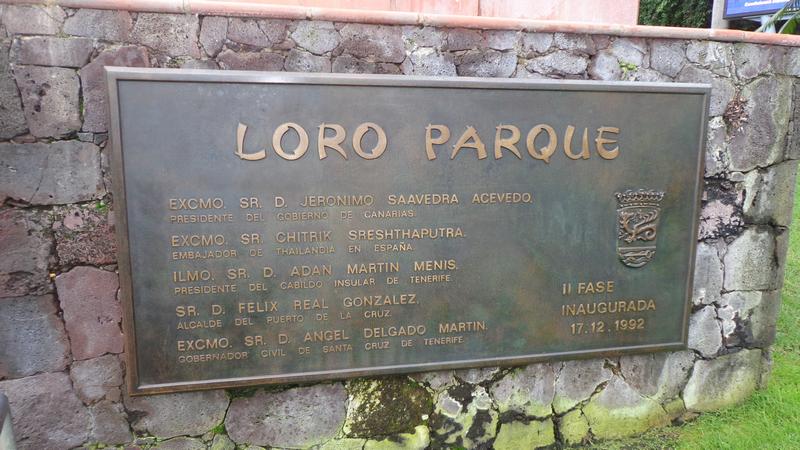 LORO PARQUE
EXCMO. SR. D. JERONIMO SAAVEDRA ACEVEDO.
PRESIDENTE DEL GOBIERNO DE CANARIAS.
EXCMO. SR. CHITRIK SRESHTHAPUTRA.
EMBAJADOR DE THAILANDIA EN ESPAÑA.
ILMO. SR. D. ADAN MARTIN MENIS.
PRESIDENTE DEL CABILDO INSULAR DE TENERIFE.
SR. D. FELIX REAL GONZALEZ.
ALCALDE DEL PUERTO DE LA CRUZ.
EXCMO. SR. D. ANGEL DELGADO MARTIN.
GOBERNADOR CIVIL DE SANTA CRUZ DE TENERIFE.
II FASE
INAUGURADA
17.12.1992